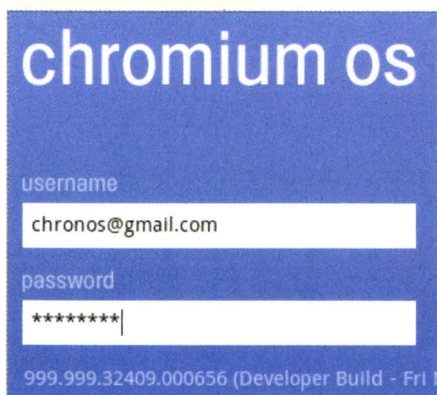 chromium os
username
chronos@gmail.com
password
********
999.999.32409.000656 (Developer Build - Fri